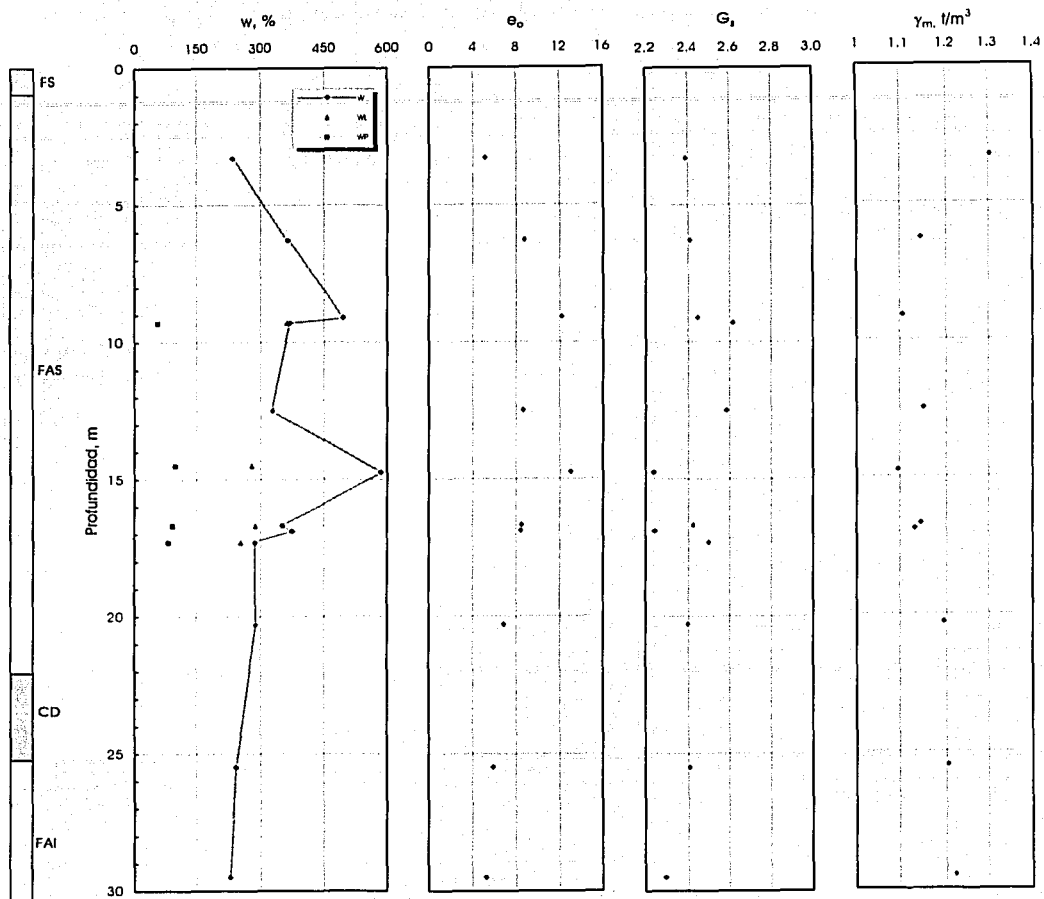 w, %
0 150 300 450 600
e₀
0 4 8 12 16
Gₛ
2.2 2.4 2.6 2.8 3.0
γm, t/m³
1 1.1 1.2 1.3 1.4
w
WL
WP
Profundidad, m
0
5
10
15
20
25
30
FS
FAS
CD
FAI